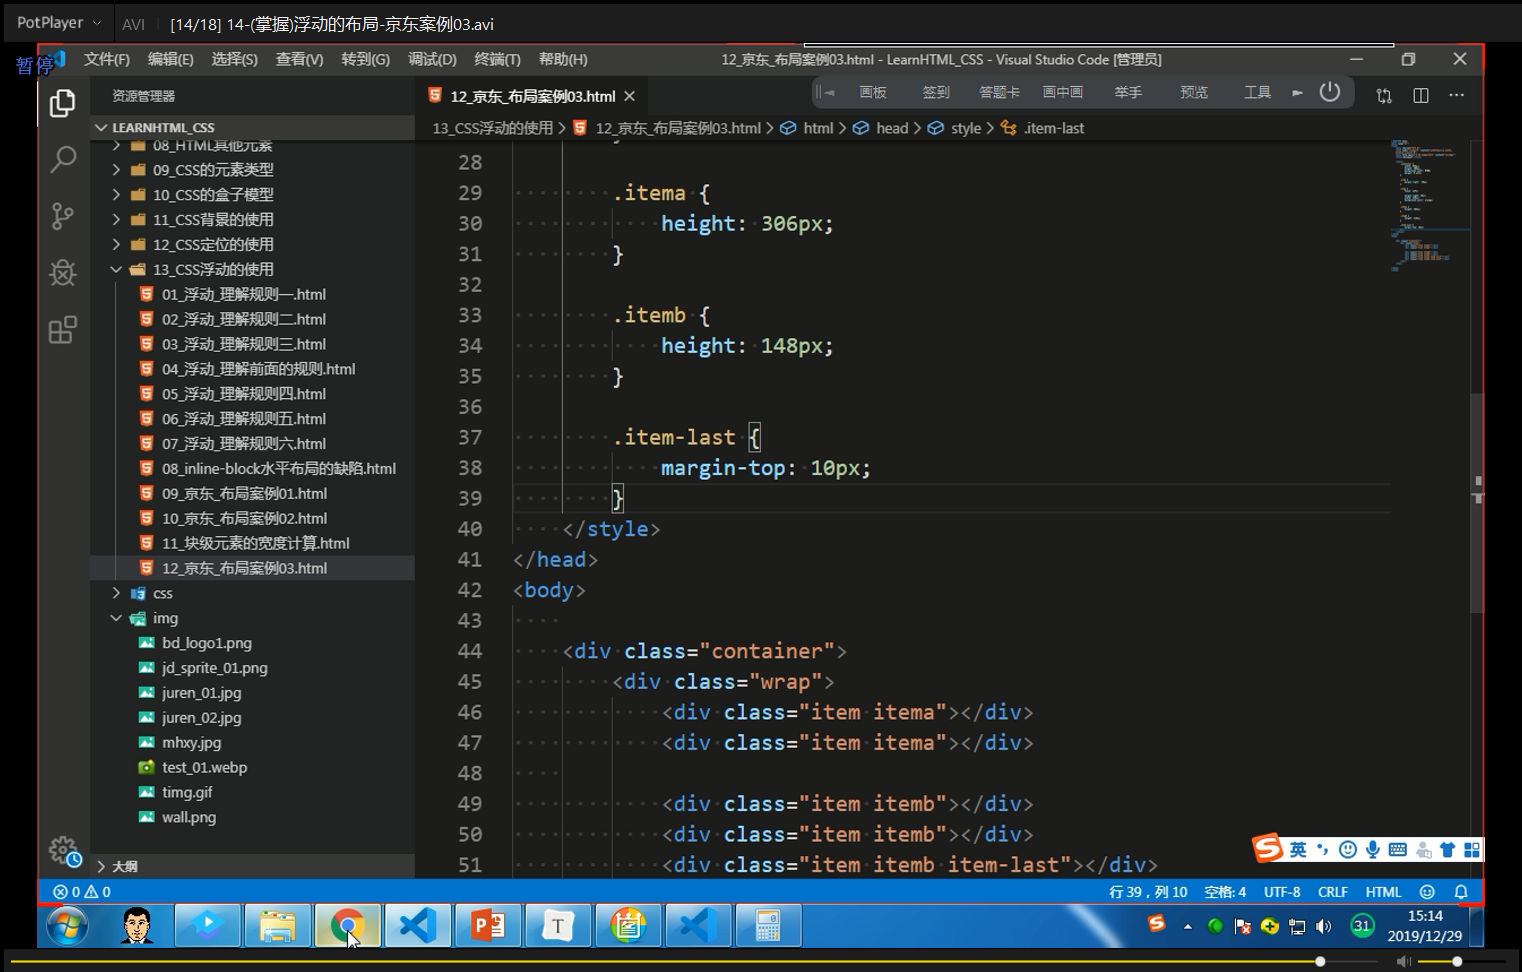 PotPlayer
AVI
[14/18] 14-(掌握)浮动的布局-京东案例03.avi
暂停
文件(F) 编辑(E) 选择(S) 查看(V) 转到(G) 调试(D) 终端(T) 帮助(H)
12_京东_布局案例03.html - LearnHTML_CSS - Visual Studio Code [管理员]
资源管理器
12_京东_布局案例03.html
画板 签到 答题卡 画中画 举手 预览 工具
LEARNHTML_CSS
13_CSS浮动的使用 > 12_京东_布局案例03.html > html > head > style > .item-last
08_HTML其他元素
09_CSS的元素类型
10_CSS的盒子模型
11_CSS背景的使用
12_CSS定位的使用
13_CSS浮动的使用
01_浮动_理解规则一.html
02_浮动_理解规则二.html
03_浮动_理解规则三.html
04_浮动_理解前面的规则.html
05_浮动_理解规则四.html
06_浮动_理解规则五.html
07_浮动_理解规则六.html
08_inline-block水平布局的缺陷.html
09_京东_布局案例01.html
10_京东_布局案例02.html
11_块级元素的宽度计算.html
12_京东_布局案例03.html
css
img
bd_logo1.png
jd_sprite_01.png
juren_01.jpg
juren_02.jpg
mhxy.jpg
test_01.webp
timg.gif
wall.png
大纲
28
29 .itema {
30 height: 306px;
31 }
32
33 .itemb {
34 height: 148px;
35 }
36
37 .item-last {
38 margin-top: 10px;
39 }
40 </style>
41 </head>
42 <body>
43
44 <div class="container">
45 <div class="wrap">
46 <div class="item itema"></div>
47 <div class="item itema"></div>
48
49 <div class="item itemb"></div>
50 <div class="item itemb"></div>
51 <div class="item itemb item-last"></div>
英
0 0
行 39，列 10 空格: 4 UTF-8 CRLF HTML
T
31
15:14
2019/12/29